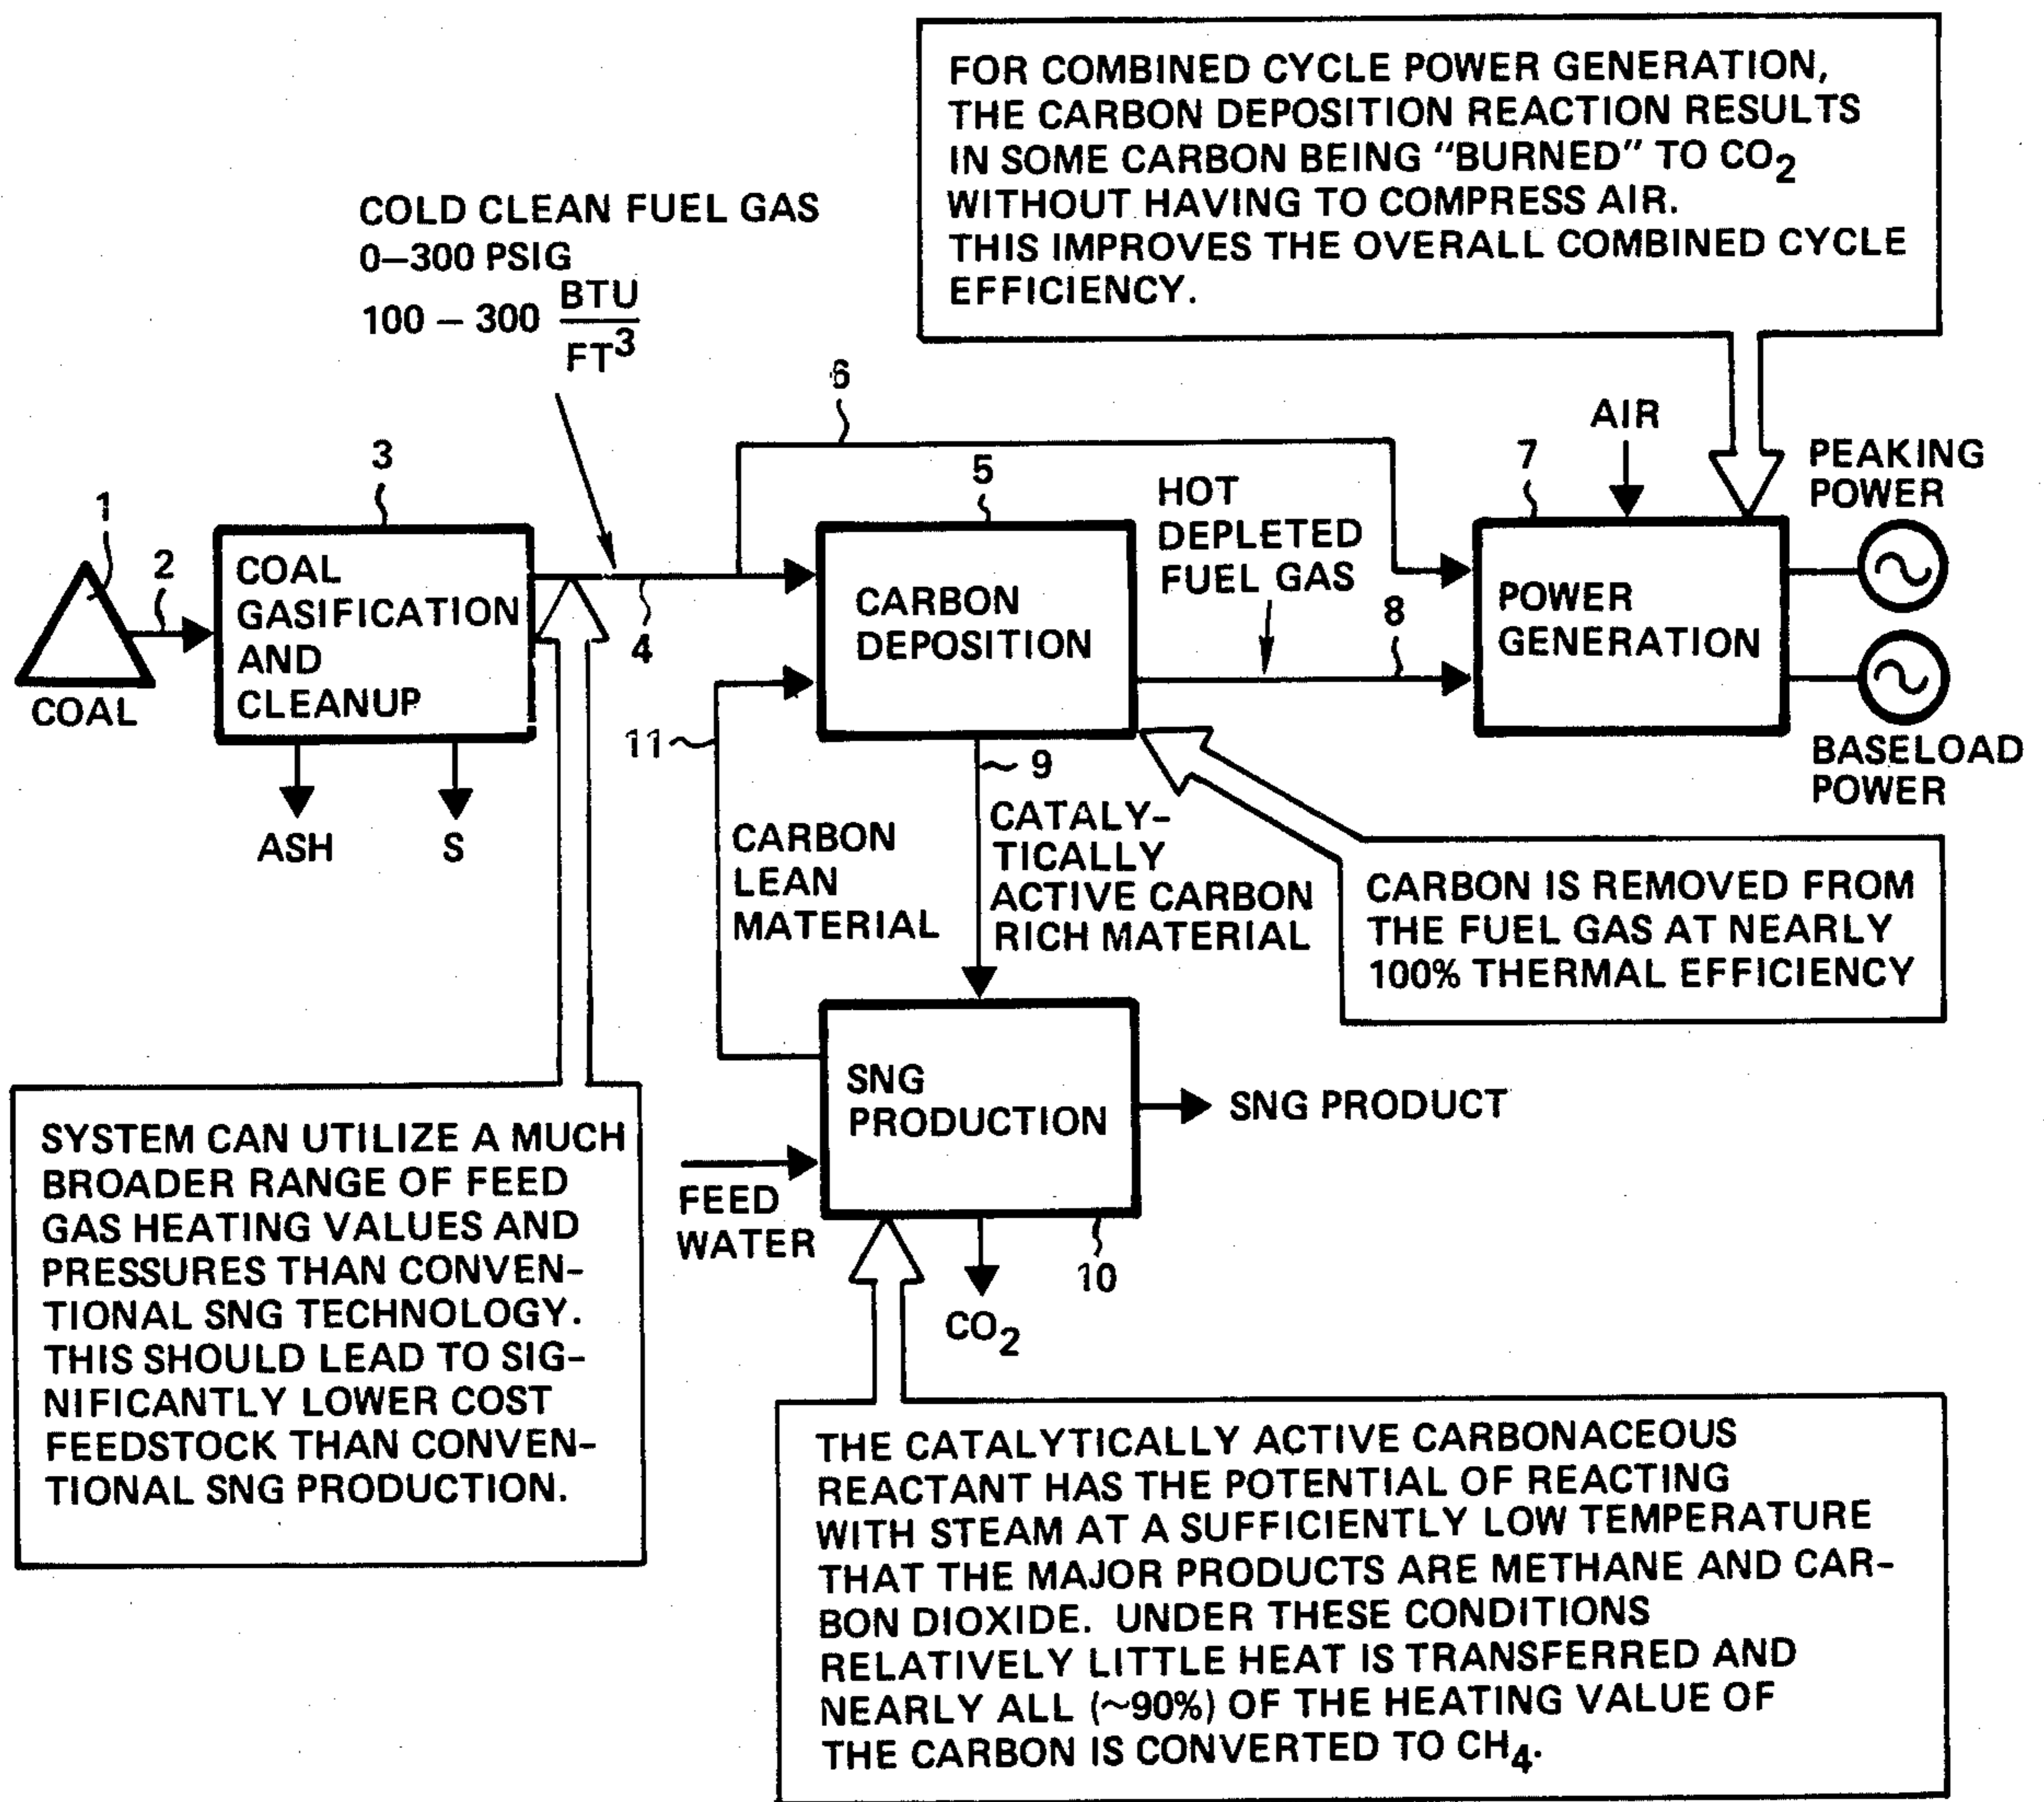 FOR COMBINED CYCLE POWER GENERATION,
THE CARBON DEPOSITION REACTION RESULTS
IN SOME CARBON BEING "BURNED" TO CO2
WITHOUT HAVING TO COMPRESS AIR.
THIS IMPROVES THE OVERALL COMBINED CYCLE
EFFICIENCY.
COLD CLEAN FUEL GAS
0–300 PSIG
100 – 300 BTU
FT3
6
AIR
PEAKING
POWER
1
2
3
COAL
COAL
GASIFICATION
AND
CLEANUP
ASH
S
4
5
CARBON
DEPOSITION
HOT
DEPLETED
FUEL GAS
8
7
POWER
GENERATION
BASELOAD
POWER
11
9
CARBON
LEAN
MATERIAL
CATALY-
TICALLY
ACTIVE CARBON
RICH MATERIAL
CARBON IS REMOVED FROM
THE FUEL GAS AT NEARLY
100% THERMAL EFFICIENCY
SNG
PRODUCTION
SNG PRODUCT
FEED
WATER
CO2
10
SYSTEM CAN UTILIZE A MUCH
BROADER RANGE OF FEED
GAS HEATING VALUES AND
PRESSURES THAN CONVEN-
TIONAL SNG TECHNOLOGY.
THIS SHOULD LEAD TO SIG-
NIFICANTLY LOWER COST
FEEDSTOCK THAN CONVEN-
TIONAL SNG PRODUCTION.
THE CATALYTICALLY ACTIVE CARBONACEOUS
REACTANT HAS THE POTENTIAL OF REACTING
WITH STEAM AT A SUFFICIENTLY LOW TEMPERATURE
THAT THE MAJOR PRODUCTS ARE METHANE AND CAR-
BON DIOXIDE. UNDER THESE CONDITIONS
RELATIVELY LITTLE HEAT IS TRANSFERRED AND
NEARLY ALL (~90%) OF THE HEATING VALUE OF
THE CARBON IS CONVERTED TO CH4.